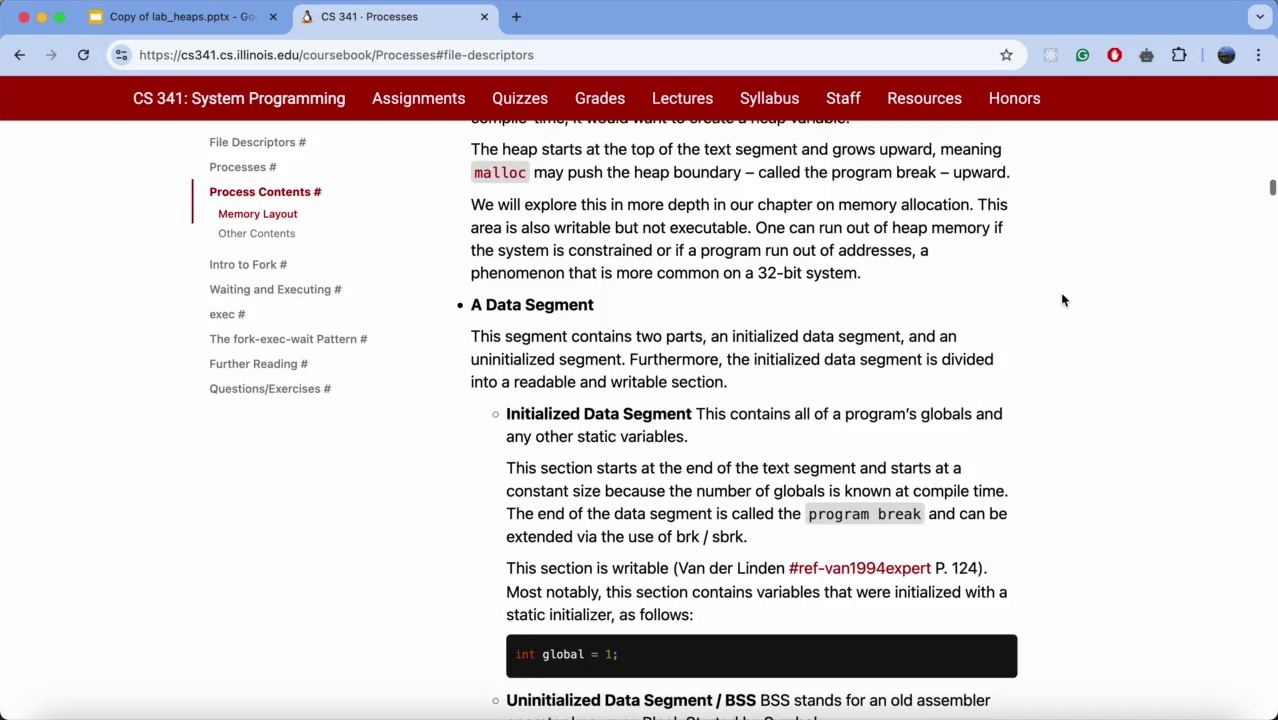 Copy of lab_heaps.pptx - Go
CS 341 · Processes
https://cs341.cs.illinois.edu/coursebook/Processes#file-descriptors
CS 341: System Programming Assignments Quizzes Grades Lectures Syllabus Staff Resources Honors
File Descriptors #
Processes #
Process Contents #
Memory Layout
Other Contents
Intro to Fork #
Waiting and Executing #
exec #
The fork-exec-wait Pattern #
Further Reading #
Questions/Exercises #
compile-time, it would want to create a heap variable.
The heap starts at the top of the text segment and grows upward, meaning
malloc may push the heap boundary – called the program break – upward.
We will explore this in more depth in our chapter on memory allocation. This
area is also writable but not executable. One can run out of heap memory if
the system is constrained or if a program run out of addresses, a
phenomenon that is more common on a 32-bit system.
• A Data Segment
This segment contains two parts, an initialized data segment, and an
uninitialized segment. Furthermore, the initialized data segment is divided
into a readable and writable section.
○ Initialized Data Segment This contains all of a program’s globals and
any other static variables.
This section starts at the end of the text segment and starts at a
constant size because the number of globals is known at compile time.
The end of the data segment is called the program break and can be
extended via the use of brk / sbrk.
This section is writable (Van der Linden #ref-van1994expert P. 124).
Most notably, this section contains variables that were initialized with a
static initializer, as follows:
int global = 1;
○ Uninitialized Data Segment / BSS BSS stands for an old assembler